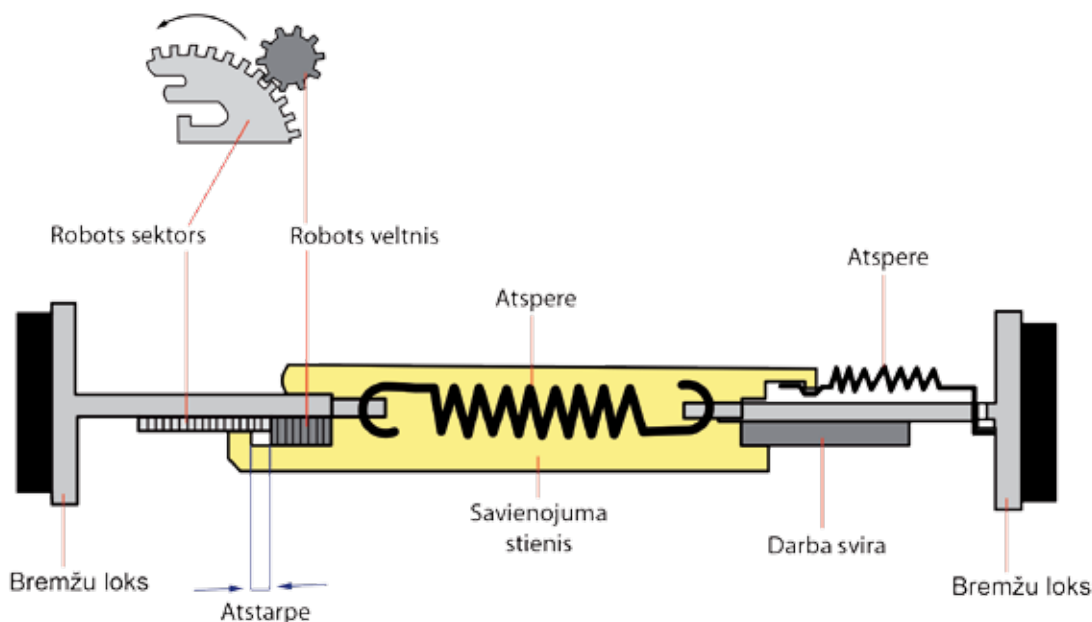 Robots sektors
Robots veltnis
Atspere
Atspere
Savienojuma
stienis
Darba svira
Bremžu loks
Bremžu loks
Atstarpe